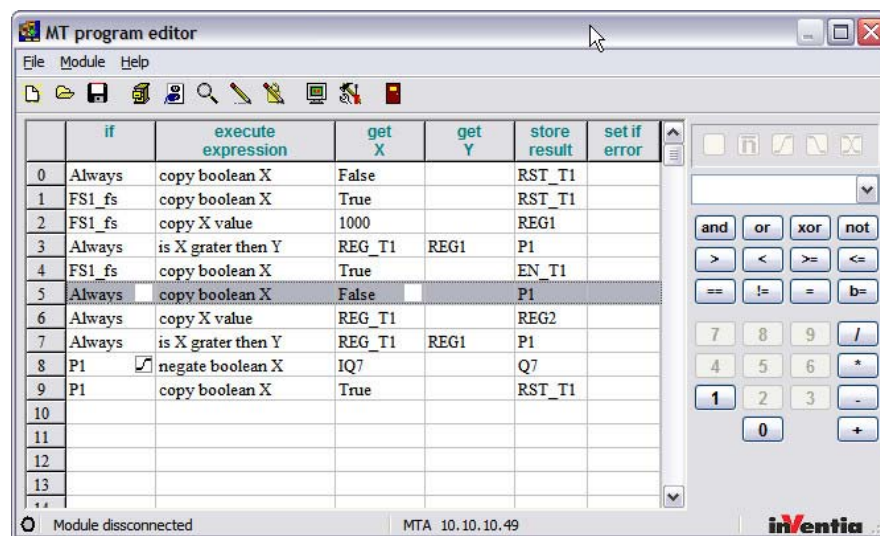 MT program editor
File Module Help
if execute expression get X get Y store result set if error
0 Always copy boolean X False RST_T1
1 FS1_fs copy boolean X True RST_T1
2 FS1_fs copy X value 1000 REG1
3 Always is X grater then Y REG_T1 REG1 P1
4 FS1_fs copy boolean X True EN_T1
5 Always copy boolean X False P1
6 Always copy X value REG_T1 REG2
7 Always is X grater then Y REG_T1 REG1 P1
8 P1 negate boolean X IQ7 Q7
9 P1 copy boolean X True RST_T1
10
11
12
13
14
n
and or xor not
> < >= <=
== != = b=
7 8 9 /
4 5 6 *
1 2 3 -
0 +
Module dissconnected MTA 10.10.10.49 inVentia